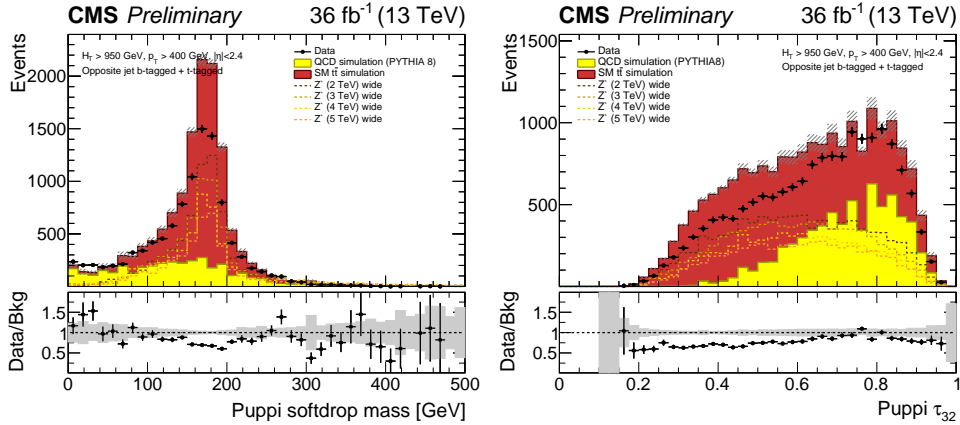 CMS Preliminary 36 fb-1 (13 TeV)
Events
2000
1500
1000
500
H_T > 950 GeV, p_T > 400 GeV, |η|<2.4
Opposite jet b-tagged + t-tagged
Data
QCD simulation (PYTHIA 8)
SM tt̄ simulation
Z` (2 TeV) wide
Z` (3 TeV) wide
Z` (4 TeV) wide
Z` (5 TeV) wide
Data/Bkg
1.5
1
0.5
0 100 200 300 400 500
Puppi softdrop mass [GeV]
CMS Preliminary 36 fb-1 (13 TeV)
Events
1500
1000
500
Data
QCD simulation (PYTHIA8)
SM tt̄ simulation
Z` (2 TeV) wide
Z` (3 TeV) wide
Z` (4 TeV) wide
Z` (5 TeV) wide
H_T > 950 GeV, p_T > 400 GeV, |η|<2.4
Opposite jet b-tagged + t-tagged
Data/Bkg
1.5
1
0.5
0 0.2 0.4 0.6 0.8 1
Puppi τ32